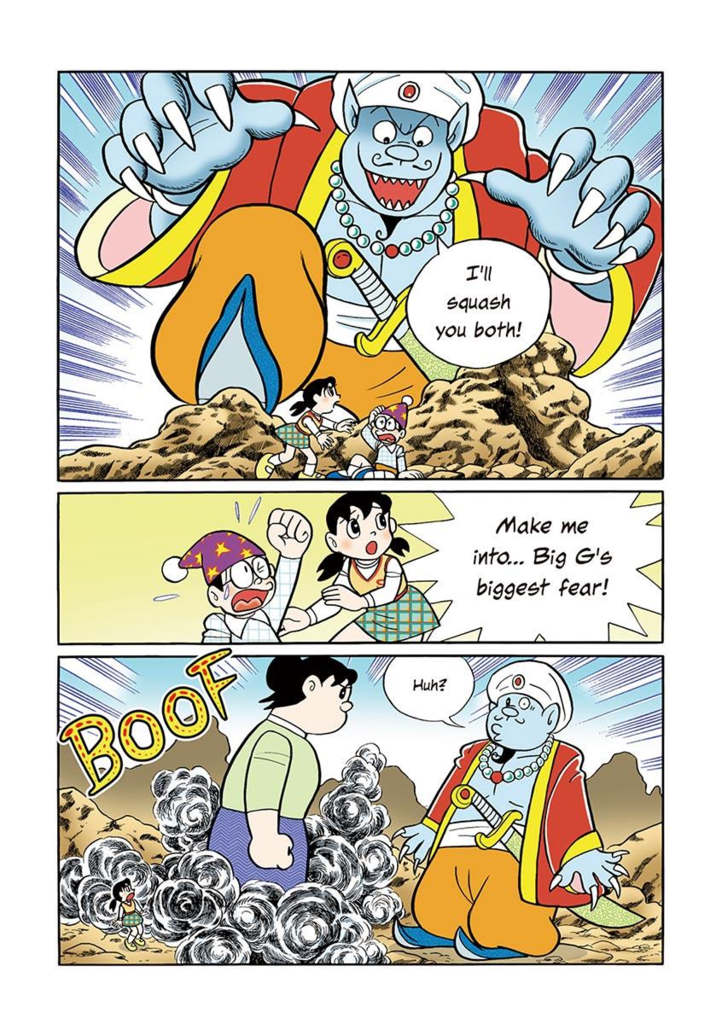 I'll
squash
you both!
Make me
into... Big G's
biggest fear!
BOOF
Huh?